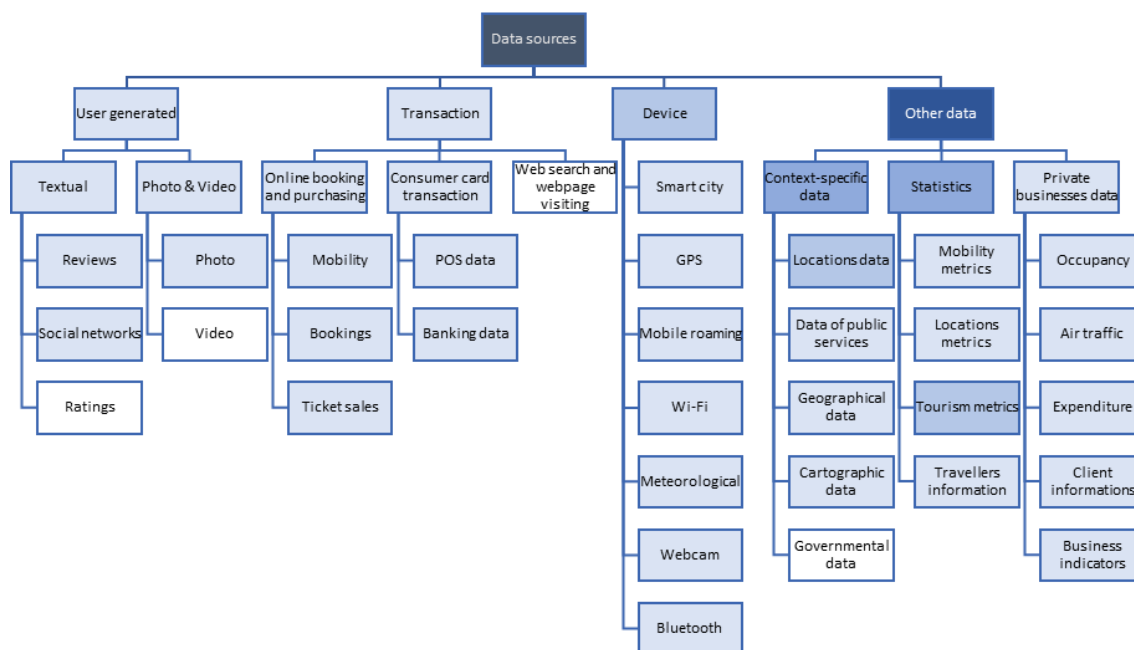 Data sources
User generated
Transaction
Device
Other data
Textual
Photo & Video
Online booking
and purchasing
Consumer card
transaction
Web search and
webpage
visiting
Smart city
Context-specific
data
Statistics
Private
businesses data
Reviews
Photo
Mobility
POS data
GPS
Locations data
Mobility
metrics
Occupancy
Social networks
Video
Bookings
Banking data
Mobile roaming
Data of public
services
Locations
metrics
Air traffic
Ratings
Ticket sales
Wi-Fi
Geographical
data
Tourism metrics
Expenditure
Meteorological
Cartographic
data
Travellers
information
Client
informations
Webcam
Governmental
data
Business
indicators
Bluetooth